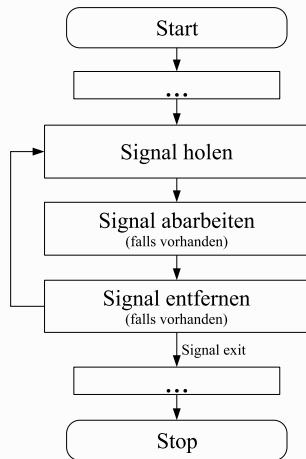 Start
...
Signal holen
Signal abarbeiten
(falls vorhanden)
Signal entfernen
(falls vorhanden)
Signal exit
...
Stop